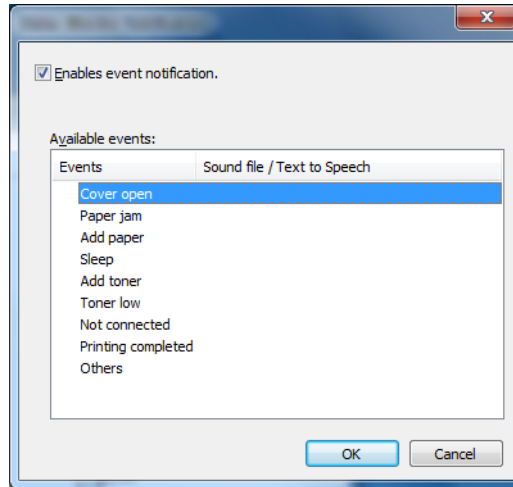 Enables event notification.
Available events:
Events Sound file / Text to Speech
Cover open
Paper jam
Add paper
Sleep
Add toner
Toner low
Not connected
Printing completed
Others
OK Cancel